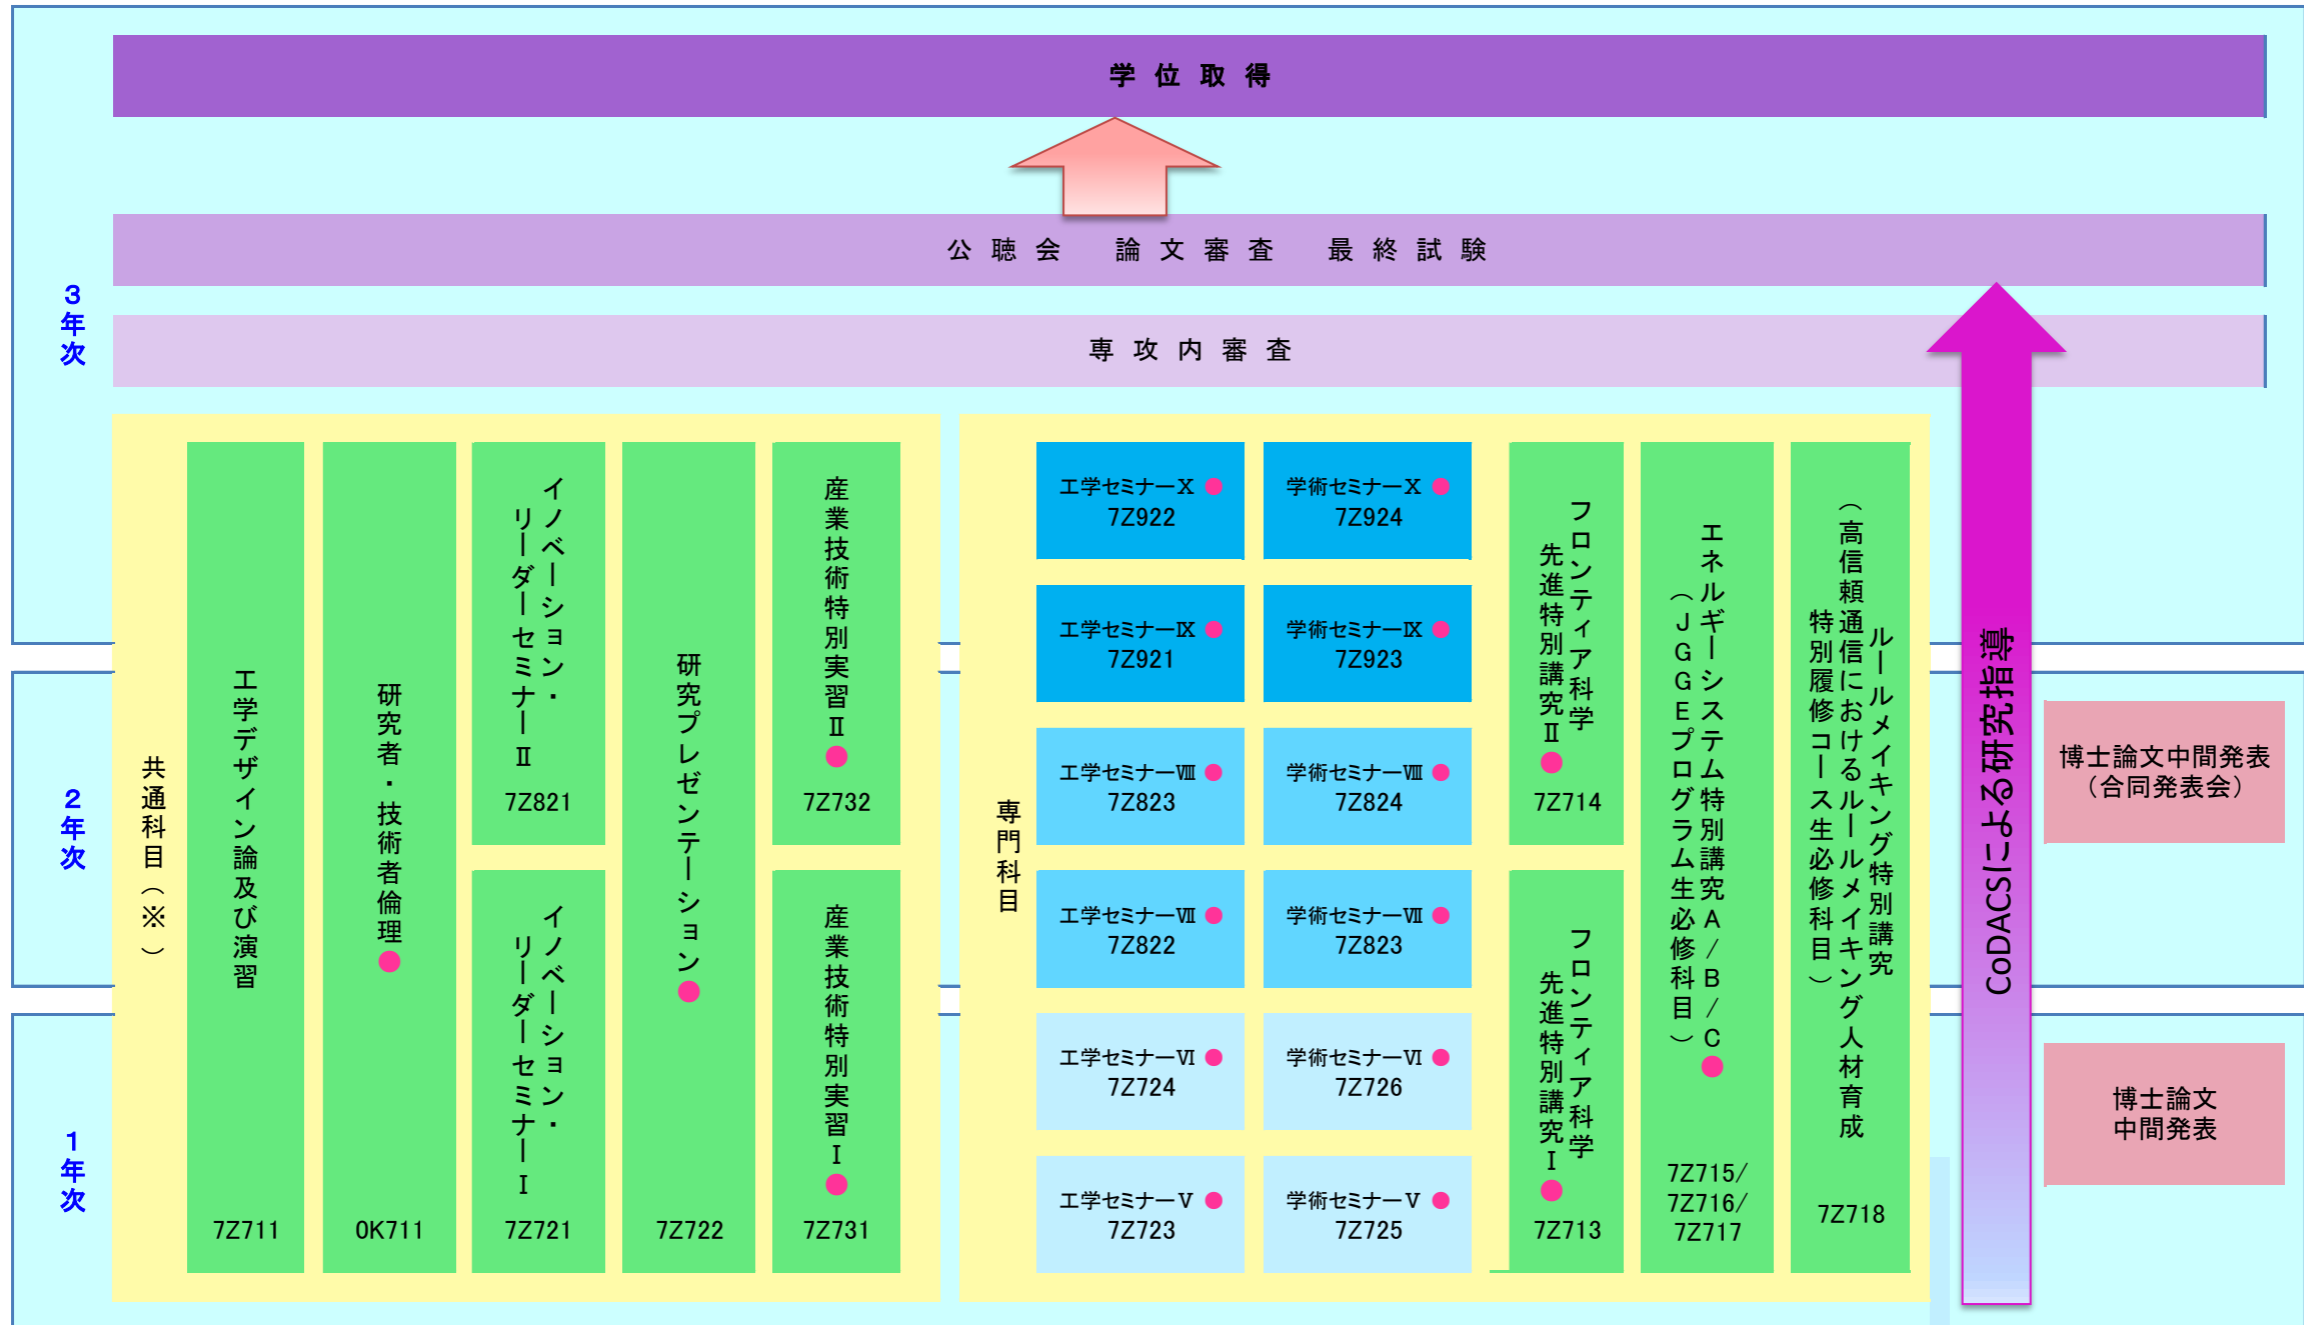 学位取得
公聴会　論文審査　最終試験
専攻内審査
3年次
2年次
1年次
共通科目（※）
工学デザイン論及び演習
7Z711
研究者・技術者倫理●
0K711
イノベーション・
リーダーセミナーⅡ
7Z821
イノベーション・
リーダーセミナーⅠ
7Z721
研究プレゼンテーション●
7Z722
産業技術特別実習Ⅱ●
7Z732
産業技術特別実習Ⅰ●
7Z731
専門科目
工学セミナーⅩ●
7Z922
学術セミナーⅩ●
7Z924
工学セミナーⅨ●
7Z921
学術セミナーⅨ●
7Z923
工学セミナーⅧ●
7Z823
学術セミナーⅧ●
7Z824
工学セミナーⅦ●
7Z822
学術セミナーⅦ●
7Z823
工学セミナーⅥ●
7Z724
学術セミナーⅥ●
7Z726
工学セミナーⅤ●
7Z723
学術セミナーⅤ●
7Z725
フロンティア科学
先進特別講究Ⅱ●
7Z714
フロンティア科学
先進特別講究Ⅰ●
7Z713
エネルギーシステム特別講究A/B/C●
（JGGEプログラム生必修科目）
7Z715/
7Z716/
7Z717
ルールメイキング特別講究
（高信頼通信におけるルールメイキング人材育成
特別履修コース生必修科目）
7Z718
CoDACSによる研究指導
博士論文中間発表
（合同発表会）
博士論文
中間発表